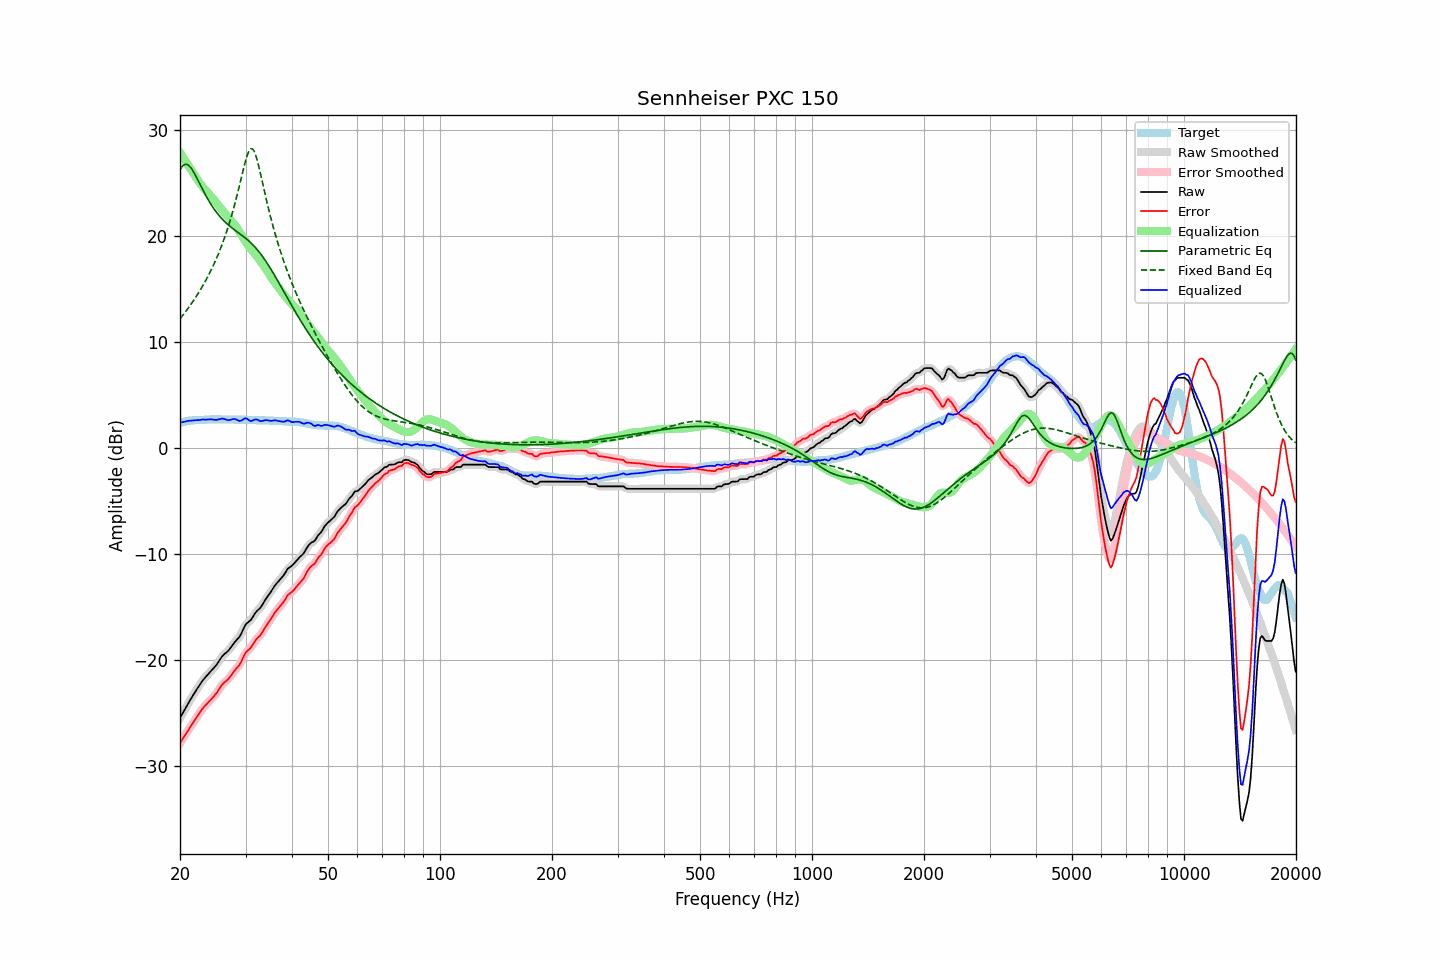 Sennheiser PXC 150
30
20
10
0
−10
−20
−30
Amplitude (dBr)
Target
Raw Smoothed
Error Smoothed
Raw
Error
Equalization
Parametric Eq
Fixed Band Eq
Equalized
20 50 100 200 500 1000 2000 5000 10000 20000
Frequency (Hz)